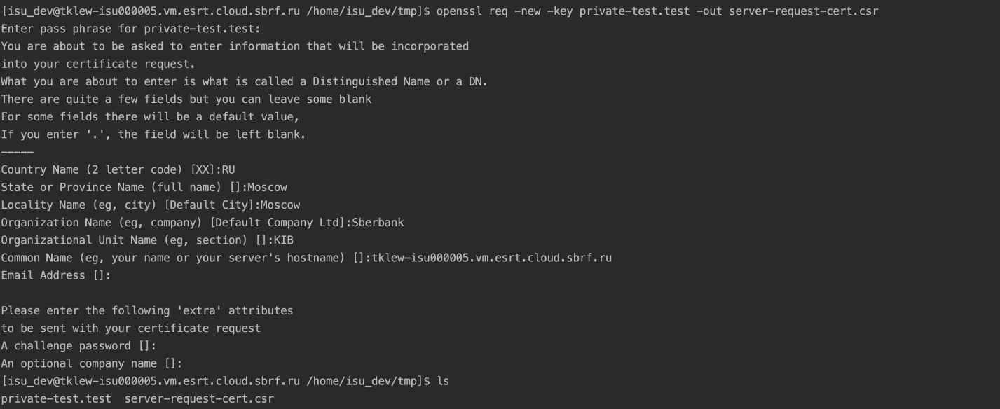 [isu_dev@tklew-isu000005.vm.esrt.cloud.sbrf.ru /home/isu_dev/tmp]$ openssl req -new -key private-test.test -out server-request-cert.csr
Enter pass phrase for private-test.test:
You are about to be asked to enter information that will be incorporated
into your certificate request.
What you are about to enter is what is called a Distinguished Name or a DN.
There are quite a few fields but you can leave some blank
For some fields there will be a default value,
If you enter '.', the field will be left blank.
-----
Country Name (2 letter code) [XX]:RU
State or Province Name (full name) []:Moscow
Locality Name (eg, city) [Default City]:Moscow
Organization Name (eg, company) [Default Company Ltd]:Sberbank
Organizational Unit Name (eg, section) []:KIB
Common Name (eg, your name or your server's hostname) []:tklew-isu000005.vm.esrt.cloud.sbrf.ru
Email Address []:

Please enter the following 'extra' attributes
to be sent with your certificate request
A challenge password []:
An optional company name []:
[isu_dev@tklew-isu000005.vm.esrt.cloud.sbrf.ru /home/isu_dev/tmp]$ ls
private-test.test  server-request-cert.csr